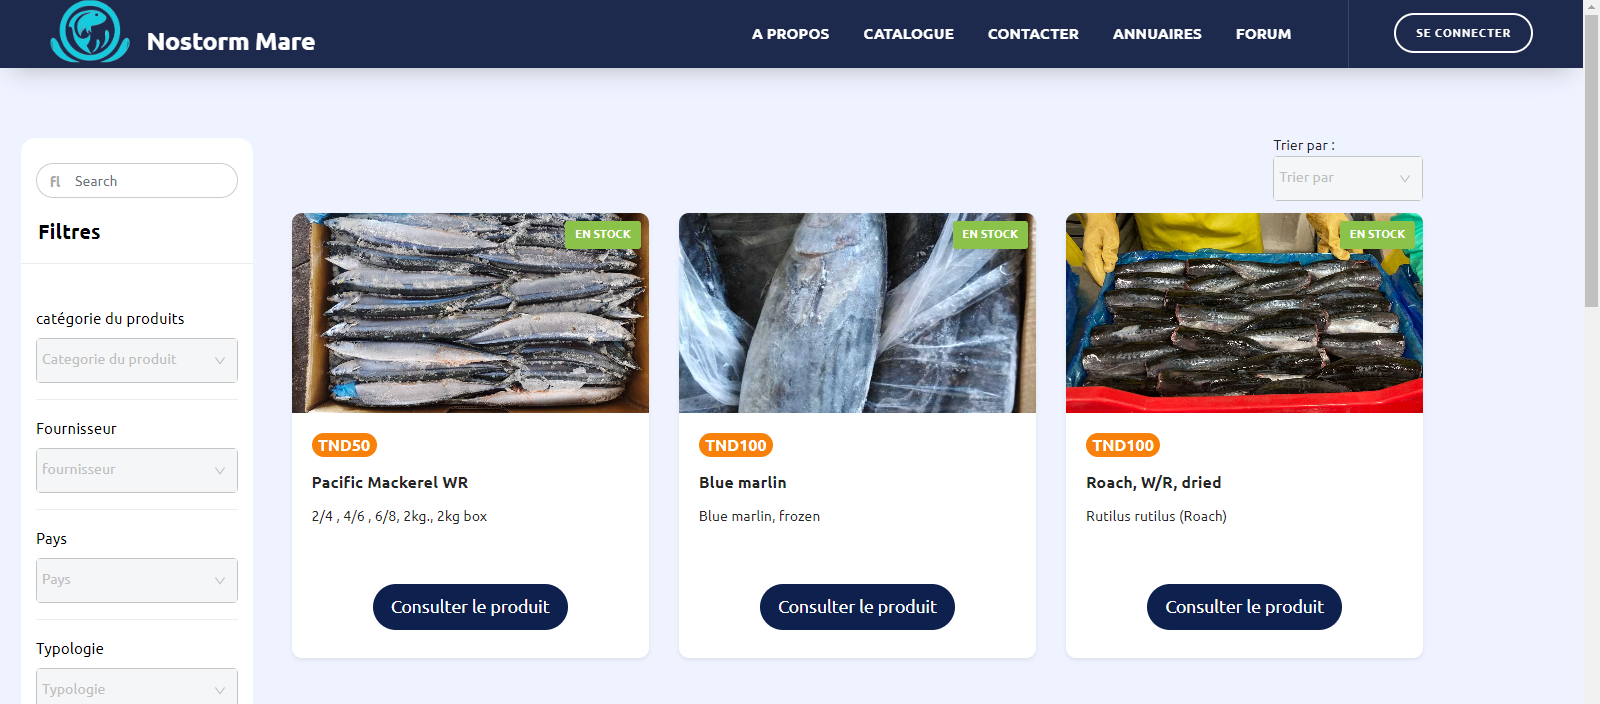 Nostorm Mare
A PROPOS
CATALOGUE
CONTACTER
ANNUAIRES
FORUM
SE CONNECTER
fl Search
Filtres
catégorie du produits
Categorie du produit
Fournisseur
fournisseur
Pays
Pays
Typologie
Typologie
Trier par :
Trier par
EN STOCK
TND50
Pacific Mackerel WR
2/4 , 4/6 , 6/8, 2kg., 2kg box
Consulter le produit
EN STOCK
TND100
Blue marlin
Blue marlin, frozen
Consulter le produit
EN STOCK
TND100
Roach, W/R, dried
Rutilus rutilus (Roach)
Consulter le produit